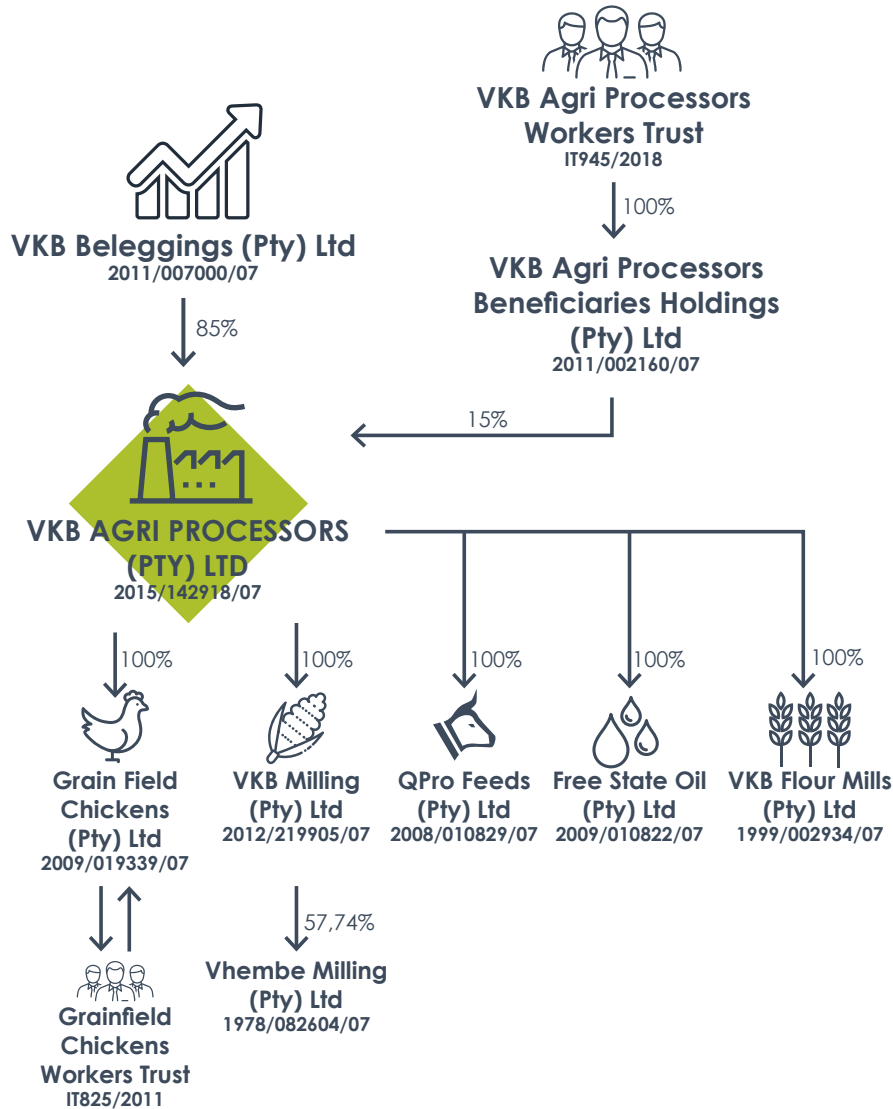 VKB Agri Processors
Workers Trust
IT945/2018
100%
VKB Beleggings (Pty) Ltd
2011/007000/07
85%
VKB Agri Processors
Beneficiaries Holdings
(Pty) Ltd
2011/002160/07
15%
VKB AGRI PROCESSORS
(PTY) LTD
2015/142918/07
100%
100%
100%
100%
100%
Grain Field
Chickens
(Pty) Ltd
2009/019339/07
VKB Milling
(Pty) Ltd
2012/219905/07
QPro Feeds
(Pty) Ltd
2008/010829/07
Free State Oil
(Pty) Ltd
2009/010822/07
VKB Flour Mills
(Pty) Ltd
1999/002934/07
57,74%
Grainfield
Chickens
Workers Trust
IT825/2011
Vhembe Milling
(Pty) Ltd
1978/082604/07